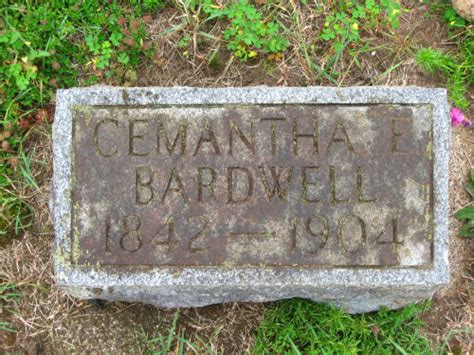 CEMANTHA E.
BARDWELL
1842 — 1904